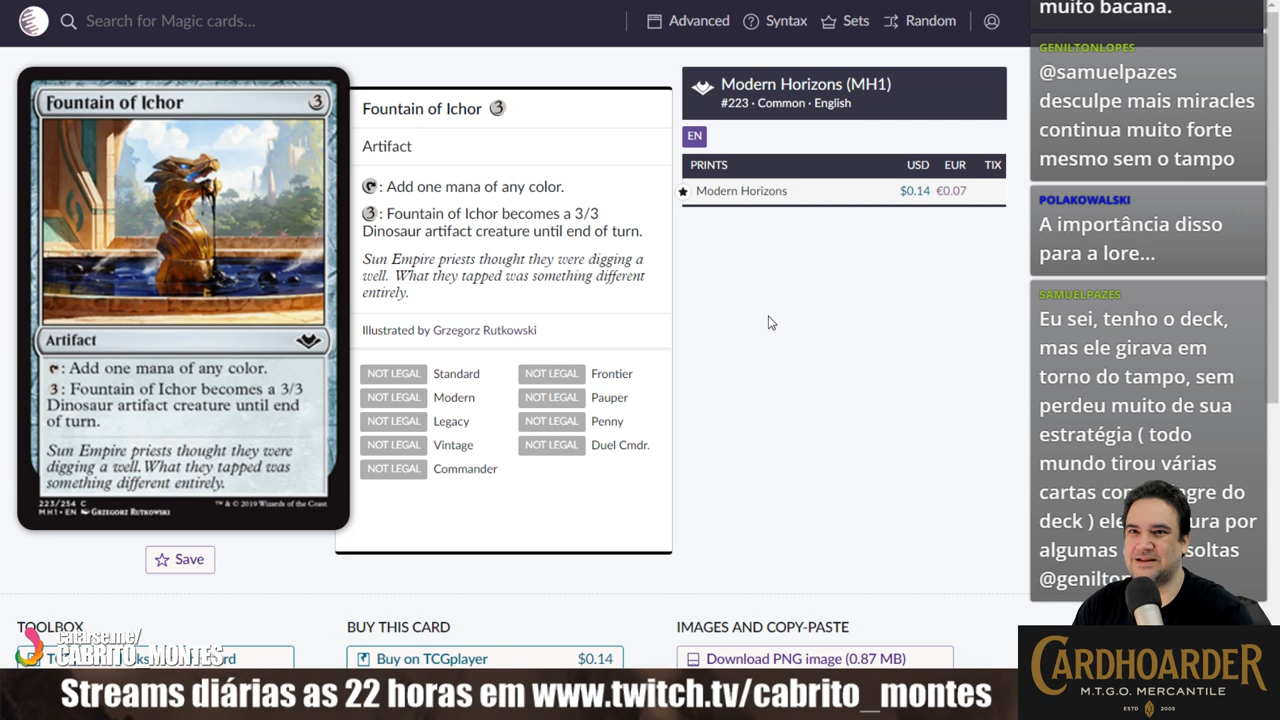 Search for Magic cards...
Advanced
Syntax
Sets
Random
Fountain of Ichor 3
Artifact
: Add one mana of any color.
3: Fountain of Ichor becomes a 3/3
Dinosaur artifact creature until end
of turn.
Sun Empire priests thought they were
digging a well. What they tapped was
something different entirely.
223/254 C
MH1 • EN GRZEGORZ RUTKOWSKI
™ & © 2019 Wizards of the Coast
Save
Fountain of Ichor 3
Artifact
: Add one mana of any color.
3: Fountain of Ichor becomes a 3/3
Dinosaur artifact creature until end of turn.
Sun Empire priests thought they were digging a
well. What they tapped was something different
entirely.
Illustrated by Grzegorz Rutkowski
NOT LEGAL Standard NOT LEGAL Frontier
NOT LEGAL Modern NOT LEGAL Pauper
NOT LEGAL Legacy NOT LEGAL Penny
NOT LEGAL Vintage NOT LEGAL Duel Cmdr.
NOT LEGAL Commander
Modern Horizons (MH1)
#223 · Common · English
EN
PRINTS USD EUR TIX
Modern Horizons $0.14 €0.07
TOOLBOX
BUY THIS CARD
Buy on TCGplayer $0.14
IMAGES AND COPY-PASTE
Download PNG image (0.87 MB)
catarse.me/
CABRITO_MONTES
Streams diárias as 22 horas em www.twitch.tv/cabrito_montes
muito bacana.
GENILTONLOPES
@samuelpazes
desculpe mais miracles
continua muito forte
mesmo sem o tampo
POLAKOWALSKI
A importância disso
para a lore...
SAMUELPAZES
Eu sei, tenho o deck,
mas ele girava em
torno do tampo, sem
perdeu muito de sua
estratégia ( todo
mundo tirou várias
cartas do
deck ) por
algumas soltas
CARDHOARDER
M.T.G.O. MERCANTILE
ESTD 2005